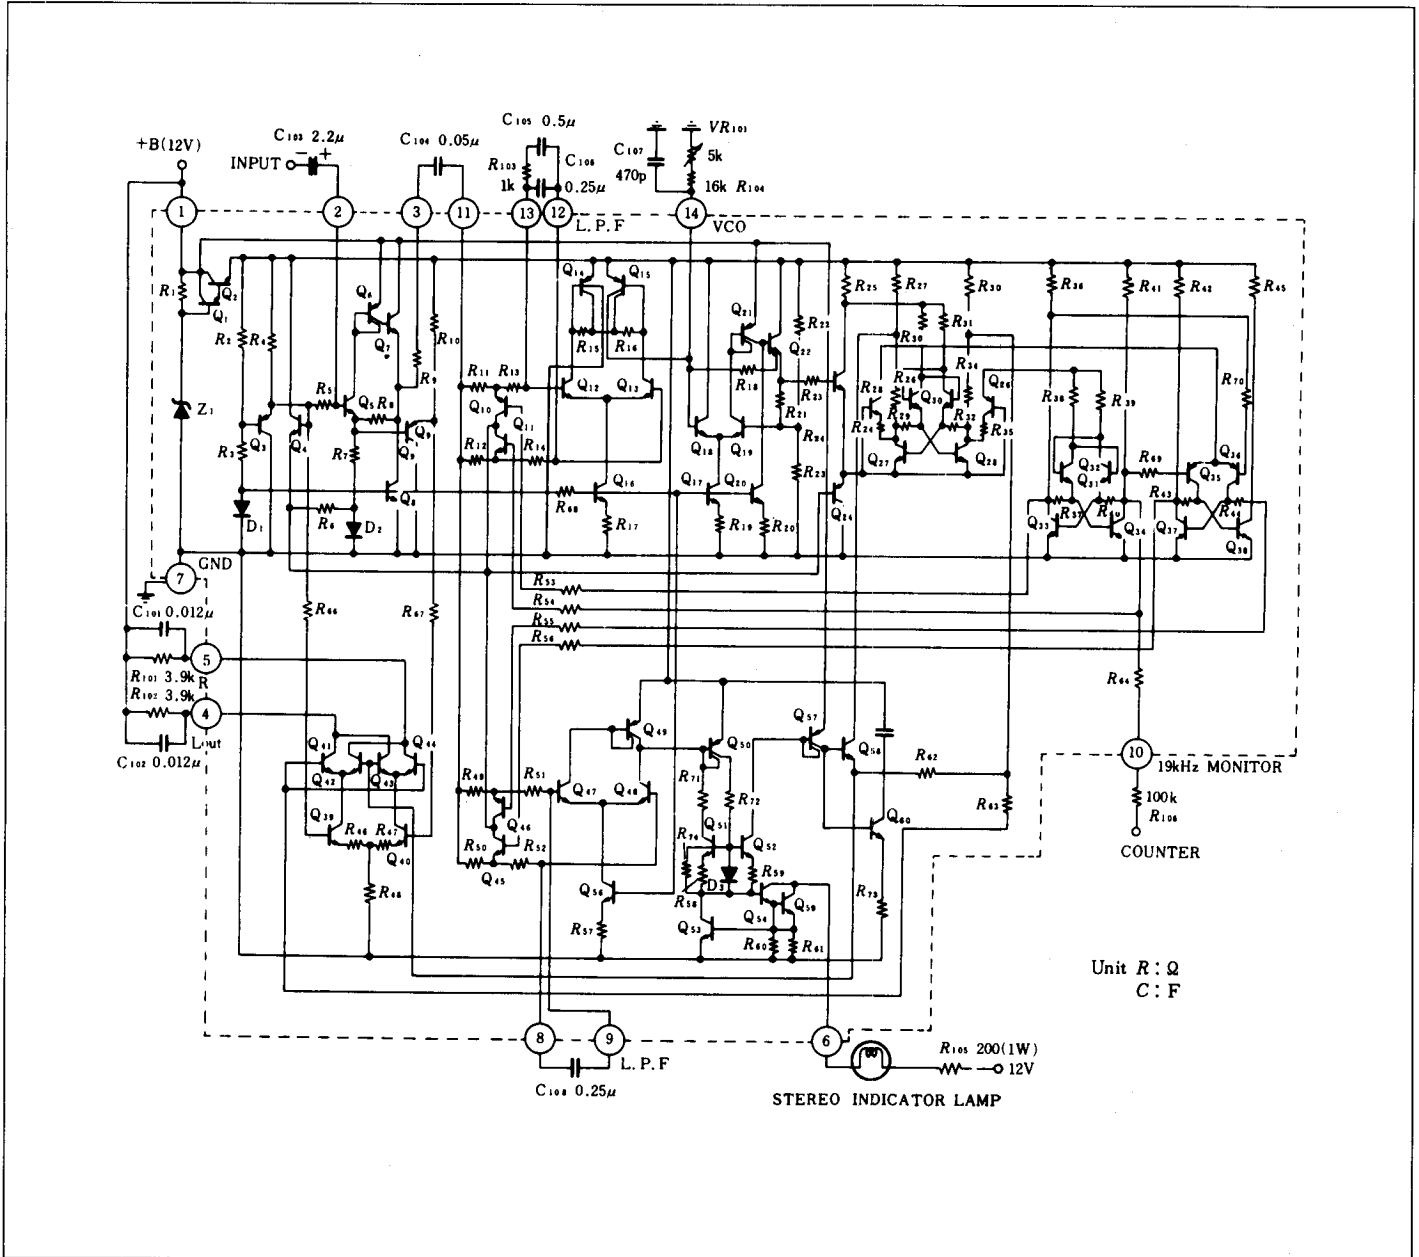 C103 2.2μ
C104 0.05μ
C105 0.5μ
C106
0.25μ
R103
1k
C107
470p
VR101
5k
16k R104
+B(12V)
INPUT
− +
1
2
3
11
13
12
L.P.F
14
VCO
R1
Q2
Q1
R2
R4
Z1
R3
Q3
Q4
D1
R5
Q6
Q7
Q5
R8
R7
R6
D2
Q8
Q9
Q9
R9
R10
R11
R13
Q10
Q11
R12
R14
Q14
Q15
R15
R16
Q12
Q13
R68
Q16
R17
Q21
Q22
R18
R22
R21
R23
R24
R23
Q18
Q19
Q17
Q20
R19
R20
Q24
R25
R27
R30
R30
R31
R34
R28
R26
Q30
Q26
R24
R29
R32
R35
Q27
Q28
R36
R38
R39
R41
R42
R45
R70
Q32
Q31
R69
Q36
Q35
R37
R40
R43
R44
Q33
Q34
Q37
Q38
7
GND
C101 0.012μ
R101 3.9k
R102 3.9k
5
R
4
Lout
C102 0.012μ
R66
R67
R53
R54
R55
R56
R64
10
19kHz MONITOR
100k
R106
COUNTER
Q41
Q44
Q42
Q43
Q39
R46
R47
Q40
R48
R49
R51
Q46
R50
R52
Q45
Q49
Q47
Q48
Q56
R57
Q50
R71
R72
Q51
Q52
R74
D3
R59
R58
Q54
Q59
Q53
R60
R61
Q57
Q58
R62
R63
Q60
R73
8
9
L.P.F
C108 0.25μ
6
R105 200(1W)
12V
STEREO INDICATOR LAMP
Unit R : Ω
C : F